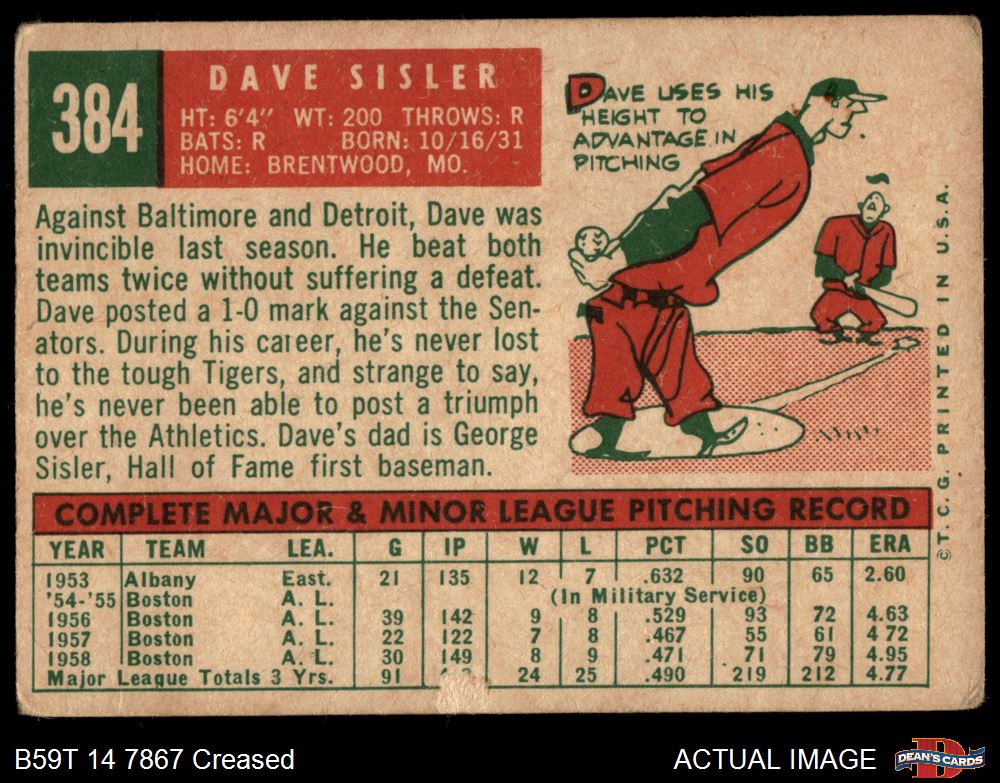 384
DAVE SISLER
HT: 6'4" WT: 200 THROWS: R
BATS: R BORN: 10/16/31
HOME: BRENTWOOD, MO.
Against Baltimore and Detroit, Dave was
invincible last season. He beat both
teams twice without suffering a defeat.
Dave posted a 1-0 mark against the Sen-
ators. During his career, he's never lost
to the tough Tigers, and strange to say,
he's never been able to post a triumph
over the Athletics. Dave's dad is George
Sisler, Hall of Fame first baseman.
DAVE USES HIS
HEIGHT TO
ADVANTAGE IN
PITCHING
©T.C.G. PRINTED IN U.S.A.
COMPLETE MAJOR & MINOR LEAGUE PITCHING RECORD
YEAR TEAM LEA. G IP W L PCT SO BB ERA
1953 Albany East. 21 135 12 7 .632 90 65 2.60
'54-'55 Boston A. L. (In Military Service)
1956 Boston A. L. 39 142 9 8 .529 93 72 4.63
1957 Boston A. L. 22 122 7 8 .467 55 61 4 72
1958 Boston A. L. 30 149 8 9 .471 71 79 4.95
Major League Totals 3 Yrs. 91 24 25 .490 219 212 4.77
B59T 14 7867 Creased
ACTUAL IMAGE
D
DEAN'S CARDS